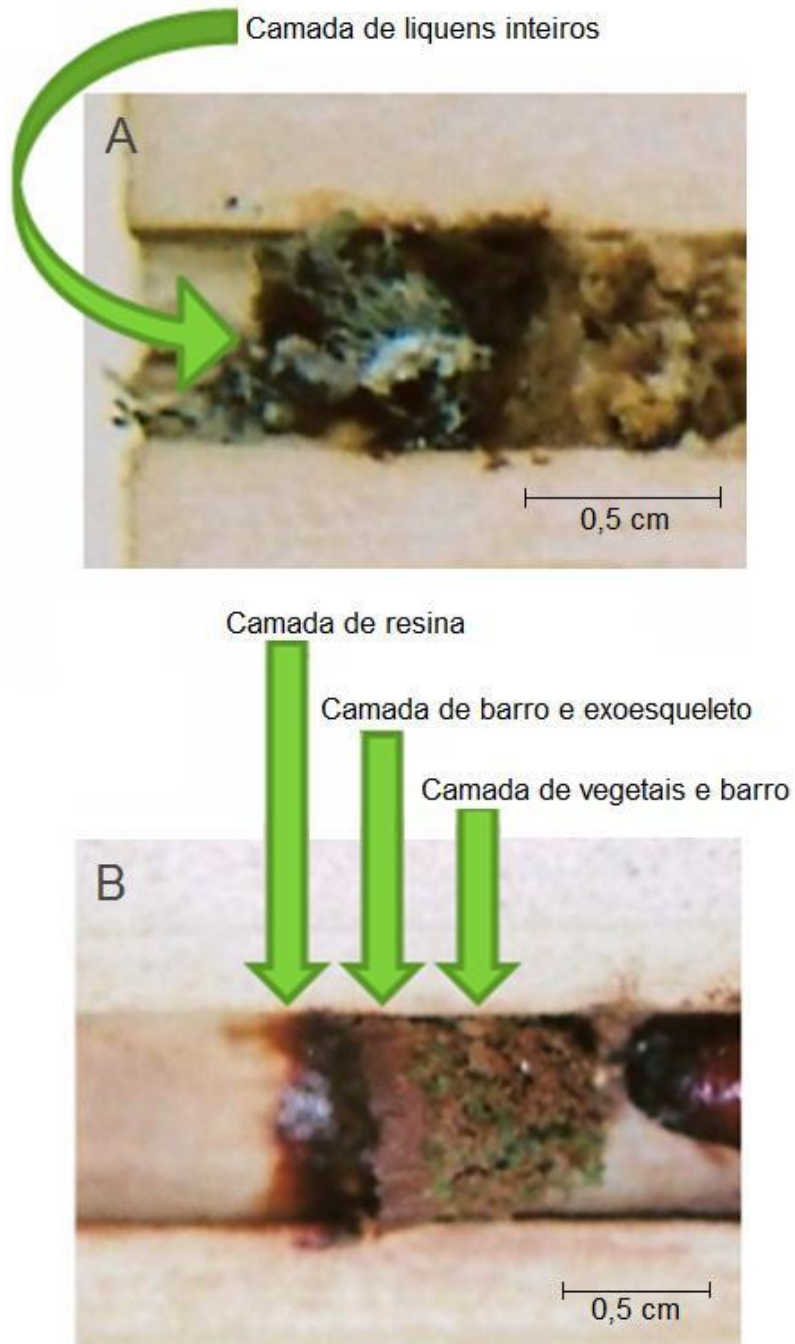 Camada de liquens inteiros
A
0,5 cm
Camada de resina
Camada de barro e exoesqueleto
Camada de vegetais e barro
B
0,5 cm